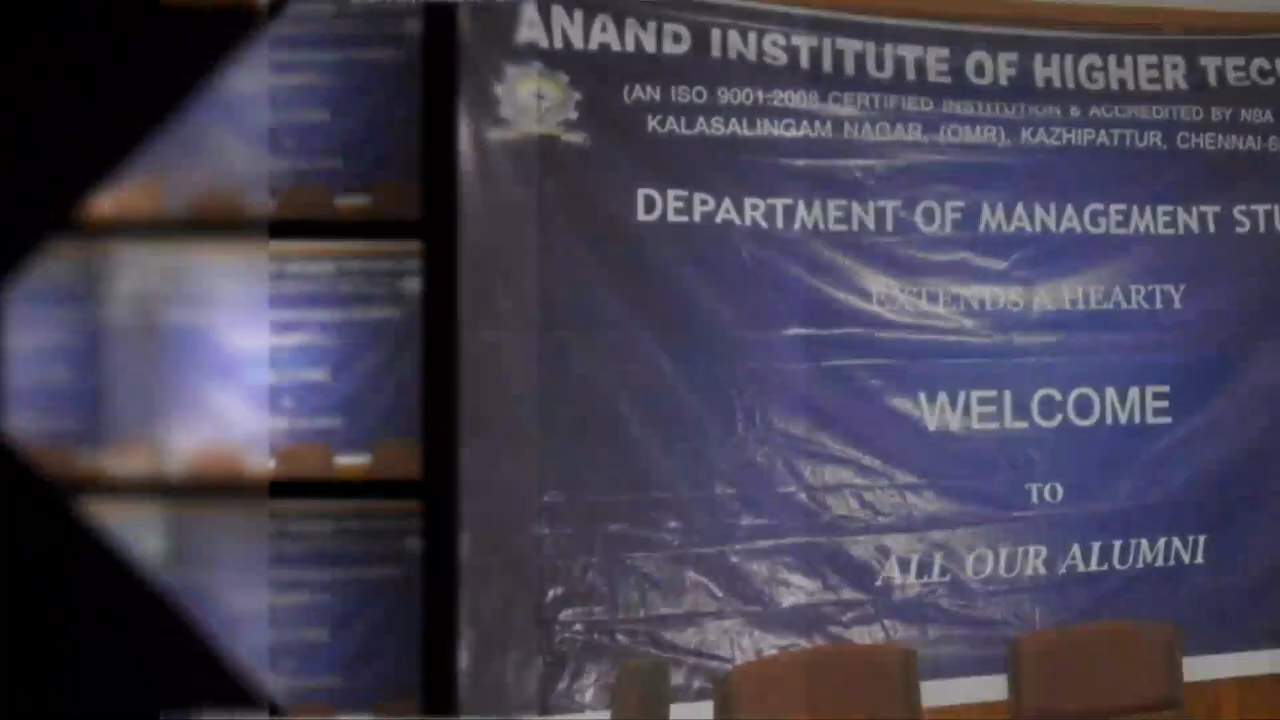 ANAND INSTITUTE OF HIGHER TEC
(AN ISO 9001:2008 CERTIFIED INSTITUTION & ACCREDITED BY NBA
KALASALINGAM NAGAR, (OMR), KAZHIPATTUR, CHENNAI-6
DEPARTMENT OF MANAGEMENT STU
EXTENDS A HEARTY
WELCOME
TO
ALL OUR ALUMNI